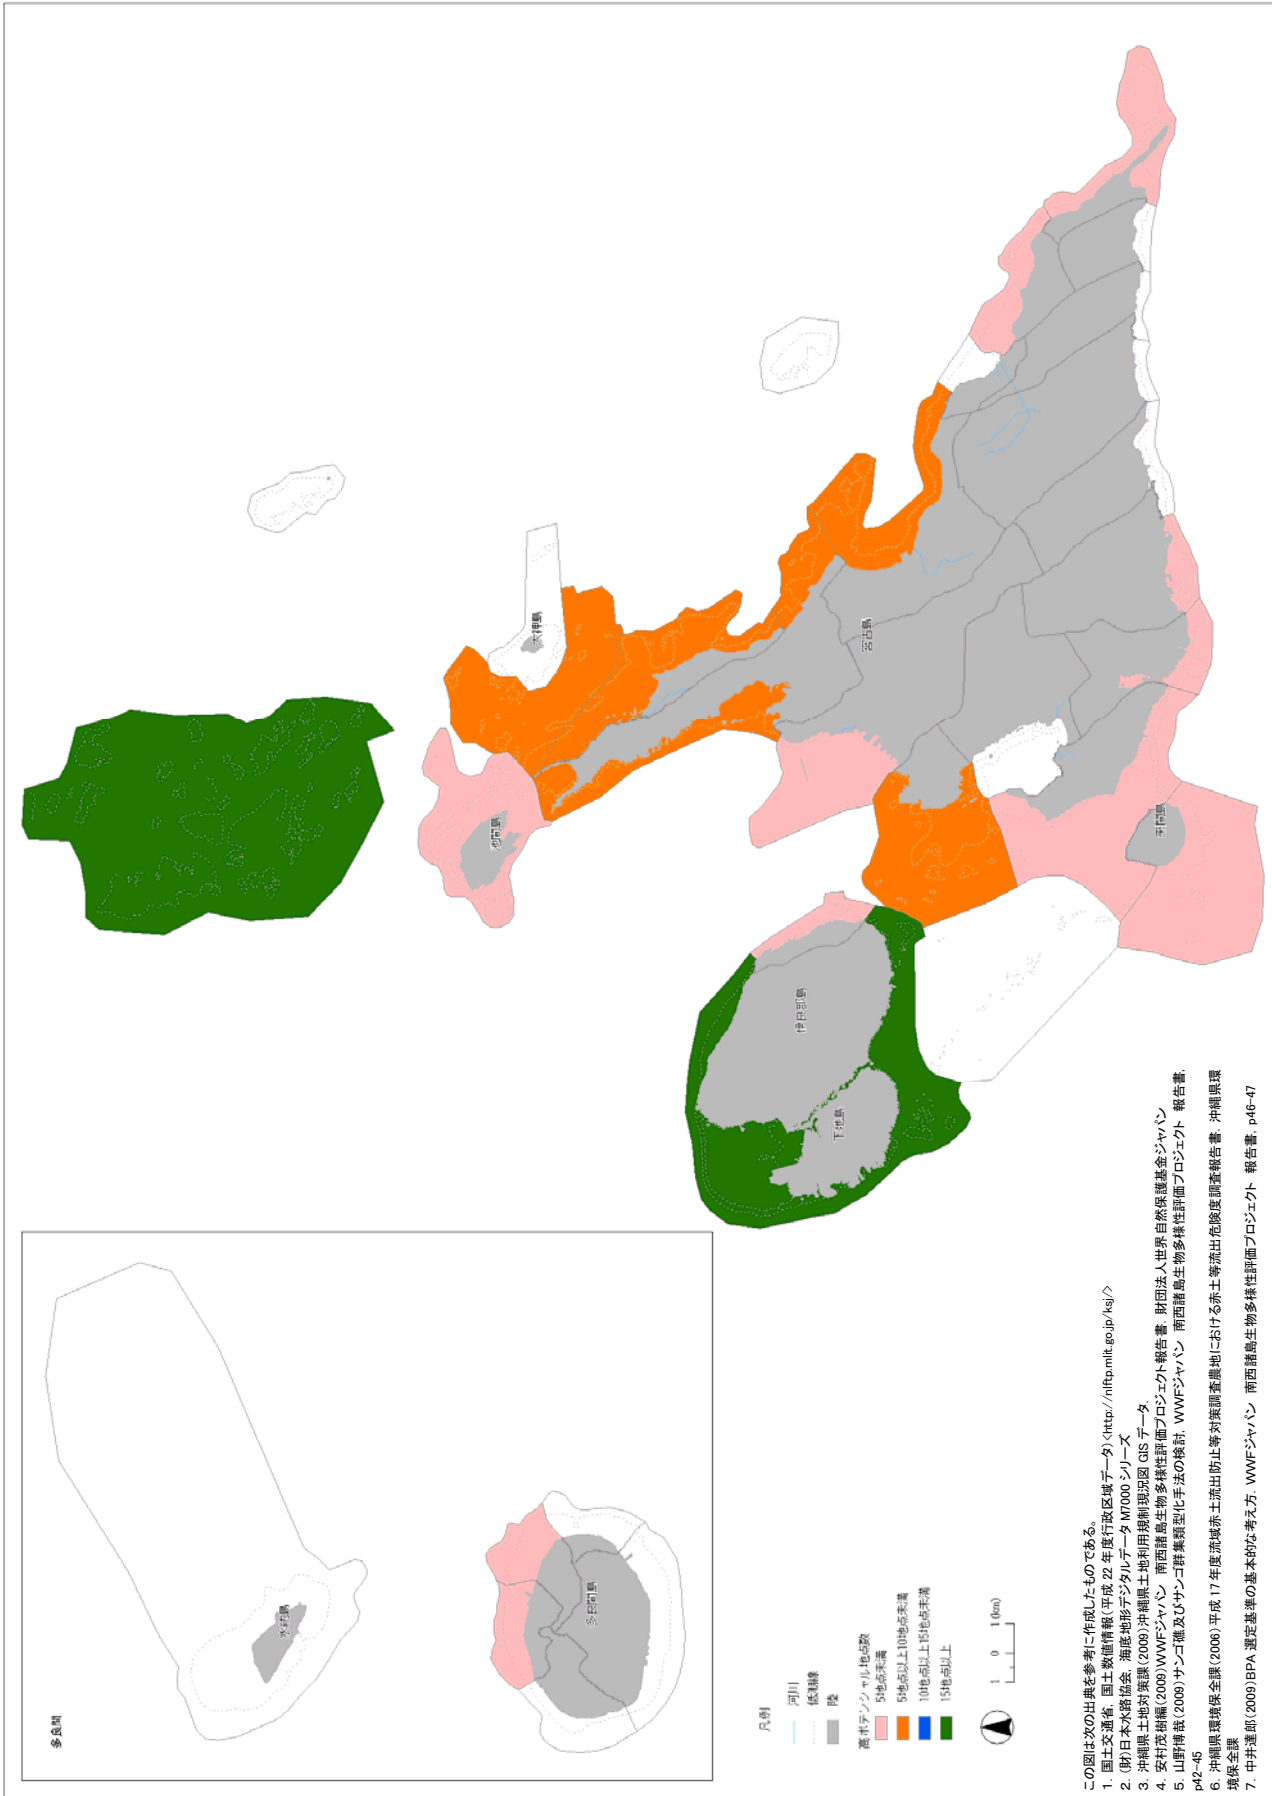 多良間
水納島
多良間島
池間島
大神島
宮古島
伊良部島
下地島
来間島
凡例
河川
低潮線
陸
高ポテンシャル地点数
5地点未満
5地点以上10地点未満
10地点以上15地点未満
15地点以上
1 0 1(km)
この図は次の出典を参考に作成したものである。
1. 国土交通省, 国土数値情報(平成 22 年度行政区域データ)<http://nlftp.mlit.go.jp/ksj/>
2. (財)日本水路協会, 海底地形デジタルデータ M7000 シリーズ
3. 沖縄県土地対策課(2009)沖縄県土地利用規制現況図 GIS データ.
4. 安村茂樹編(2009)WWFジャパン 南西諸島生物多様性評価プロジェクト報告書. 財団法人世界自然保護基金ジャパン
5. 山野博哉(2009)サンゴ礁及びサンゴ群集類型化手法の検討. WWFジャパン 南西諸島生物多様性評価プロジェクト 報告書,
p42-45
6. 沖縄県環境保全課(2006)平成 17 年度流域赤土流出防止等対策調査農地における赤土等流出危険度調査報告書. 沖縄県環
境保全課
7. 中井達郎(2009)BPA 選定基準の基本的な考え方. WWFジャパン 南西諸島生物多様性評価プロジェクト 報告書, p46-47